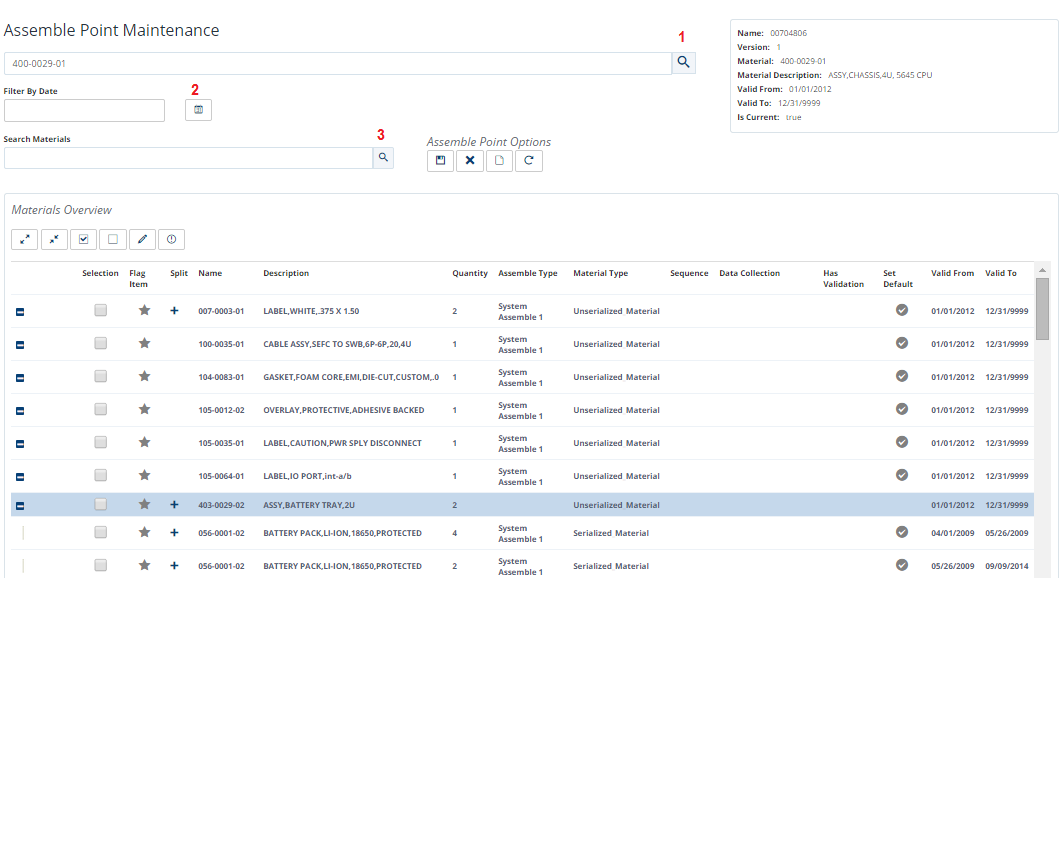 Assemble Point Maintenance
1
400-0029-01
Filter By Date
2
Search Materials
3
Assemble Point Options
Name: 00704806
Version: 1
Material: 400-0029-01
Material Description: ASSY,CHASSIS,4U, 5645 CPU
Valid From: 01/01/2012
Valid To: 12/31/9999
Is Current: true
Materials Overview
Selection Flag Item Split Name Description Quantity Assemble Type Material Type Sequence Data Collection Has Validation Set Default Valid From Valid To
007-0003-01 LABEL,WHITE,.375 X 1.50 2 System Assemble 1 Unserialized Material 01/01/2012 12/31/9999
100-0035-01 CABLE ASSY,SEFC TO SWB,6P-6P,20,4U 1 System Assemble 1 Unserialized Material 01/01/2012 12/31/9999
104-0083-01 GASKET,FOAM CORE,EMI,DIE-CUT,CUSTOM,.0 1 System Assemble 1 Unserialized Material 01/01/2012 12/31/9999
105-0012-02 OVERLAY,PROTECTIVE,ADHESIVE BACKED 1 System Assemble 1 Unserialized Material 01/01/2012 12/31/9999
105-0035-01 LABEL,CAUTION,PWR SPLY DISCONNECT 1 System Assemble 1 Unserialized Material 01/01/2012 12/31/9999
105-0064-01 LABEL,IO PORT,int-a/b 1 System Assemble 1 Unserialized Material 01/01/2012 12/31/9999
403-0029-02 ASSY,BATTERY TRAY,2U 2 Unserialized Material 01/01/2012 12/31/9999
056-0001-02 BATTERY PACK,LI-ION,18650,PROTECTED 4 System Assemble 1 Serialized Material 04/01/2009 05/26/2009
056-0001-02 BATTERY PACK,LI-ION,18650,PROTECTED 2 System Assemble 1 Serialized Material 05/26/2009 09/09/2014